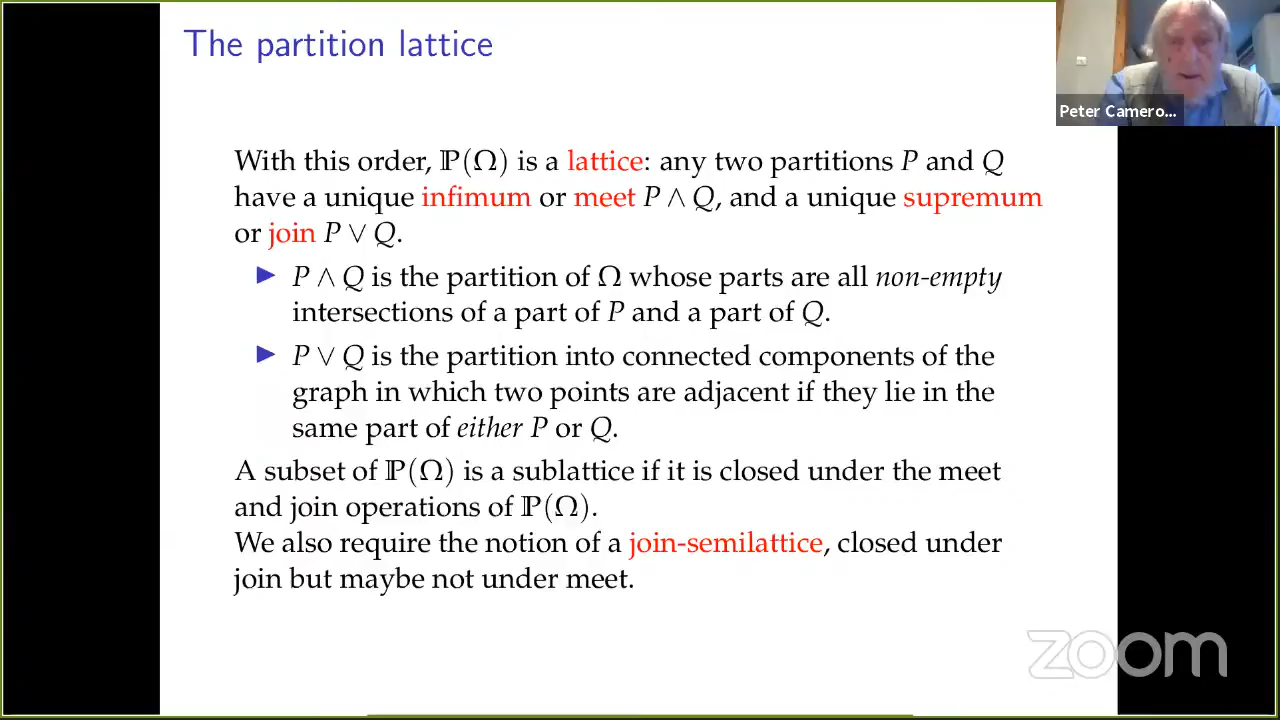 The partition lattice
Peter Camero...
With this order, ℙ(Ω) is a lattice: any two partitions P and Q
have a unique infimum or meet P ∧ Q, and a unique supremum
or join P ∨ Q.
▶ P ∧ Q is the partition of Ω whose parts are all non-empty
intersections of a part of P and a part of Q.
▶ P ∨ Q is the partition into connected components of the
graph in which two points are adjacent if they lie in the
same part of either P or Q.
A subset of ℙ(Ω) is a sublattice if it is closed under the meet
and join operations of ℙ(Ω).
We also require the notion of a join-semilattice, closed under
join but maybe not under meet.
zoom